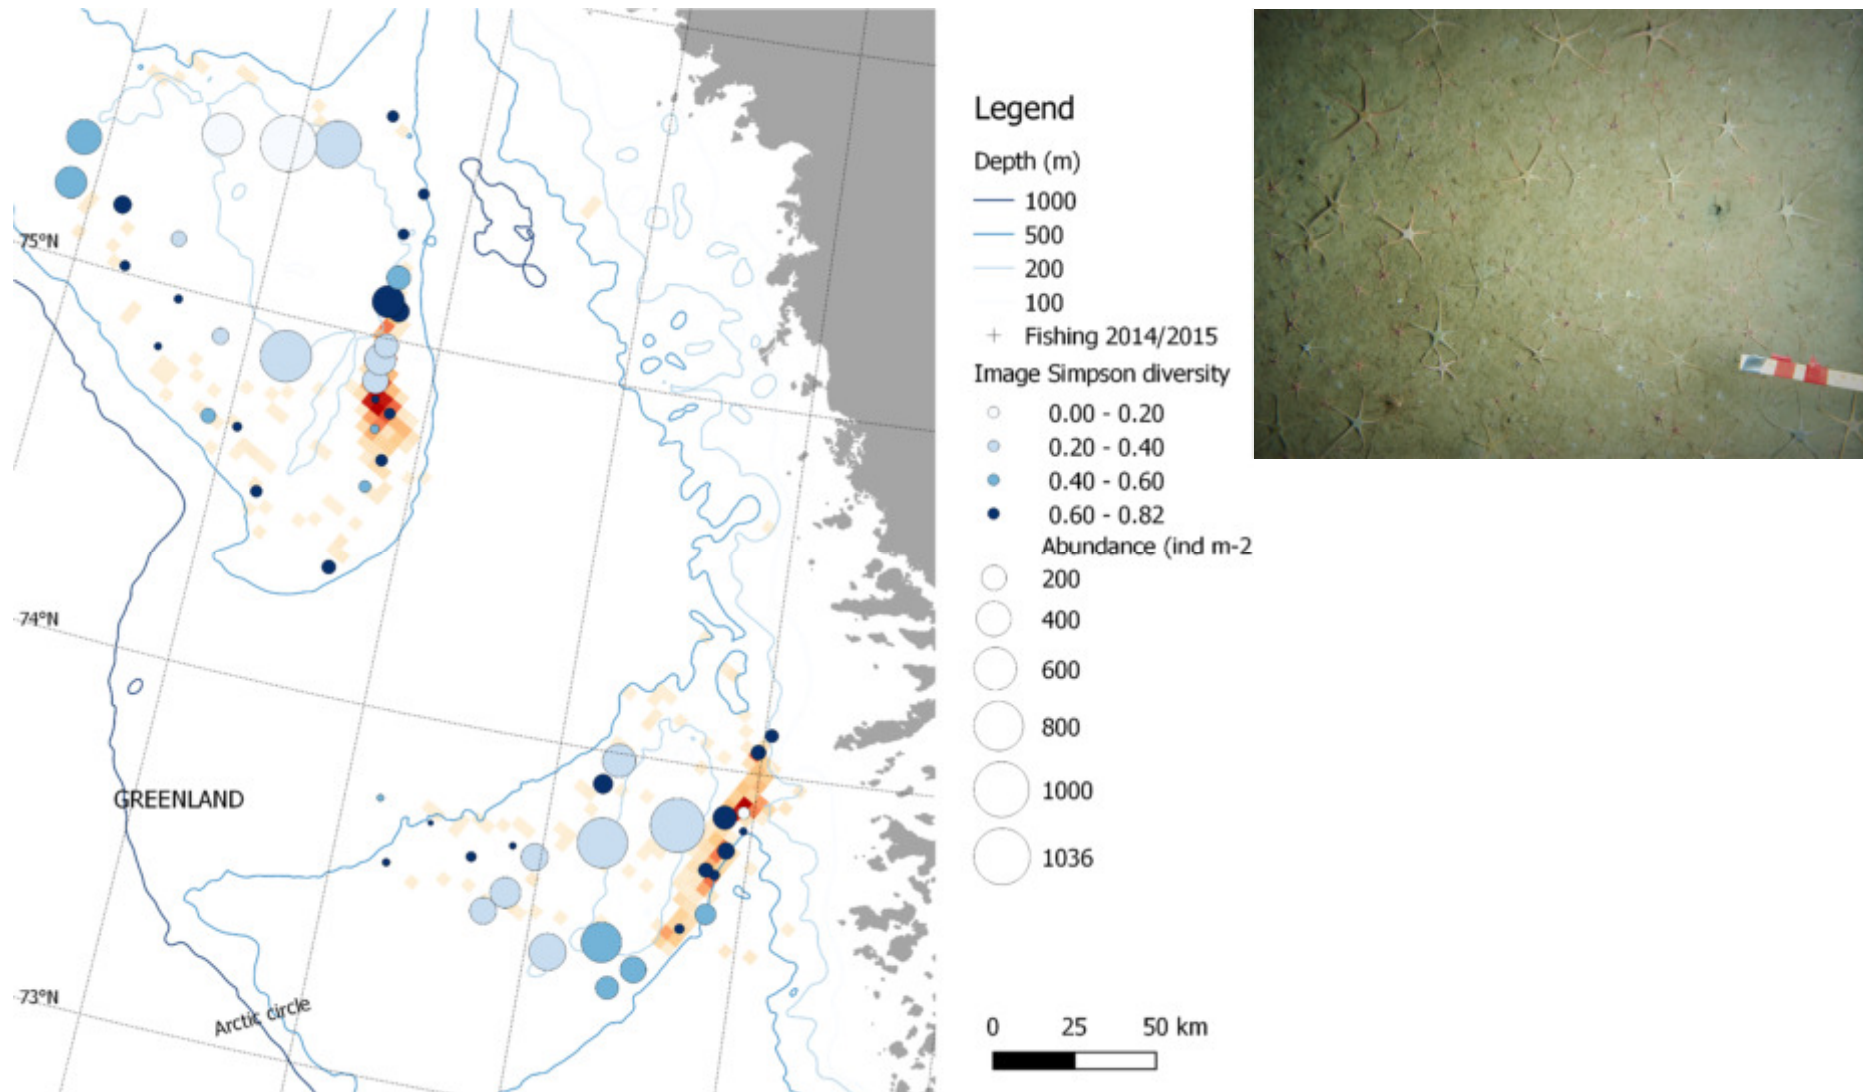 75°N
74°N
GREENLAND
73°N
Arctic circle
Legend
Depth (m)
1000
500
200
100
Fishing 2014/2015
Image Simpson diversity
0.00 - 0.20
0.20 - 0.40
0.40 - 0.60
0.60 - 0.82
Abundance (ind m-2
200
400
600
800
1000
1036
0 25 50 km